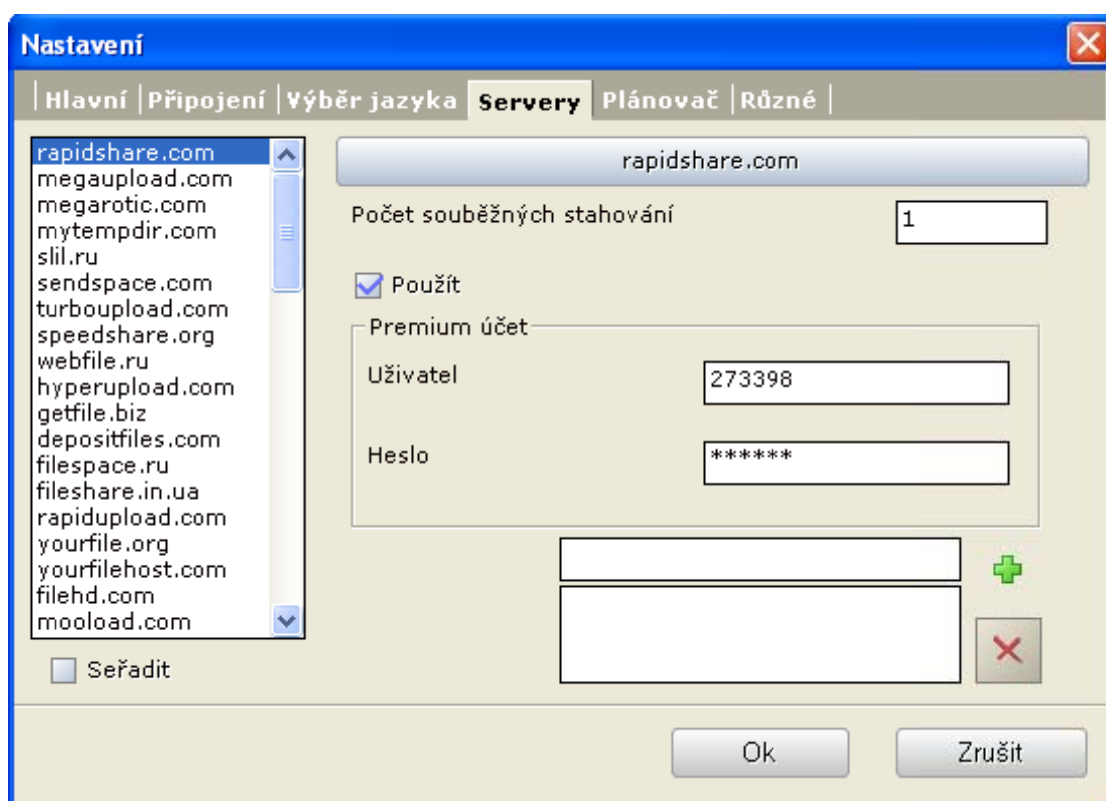 Nastavení
Hlavní Připojení Výběr jazyka Servery Plánovač Různé
rapidshare.com
megaupload.com
megarotic.com
mytempdir.com
slil.ru
sendspace.com
turboupload.com
speedshare.org
webfile.ru
hyperupload.com
getfile.biz
depositfiles.com
filespace.ru
fileshare.in.ua
rapidupload.com
yourfile.org
yourfilehost.com
filehd.com
mooload.com
Seřadit
rapidshare.com
Počet souběžných stahování 1
Použít
Premium účet
Uživatel 273398
Heslo ******
Ok Zrušit